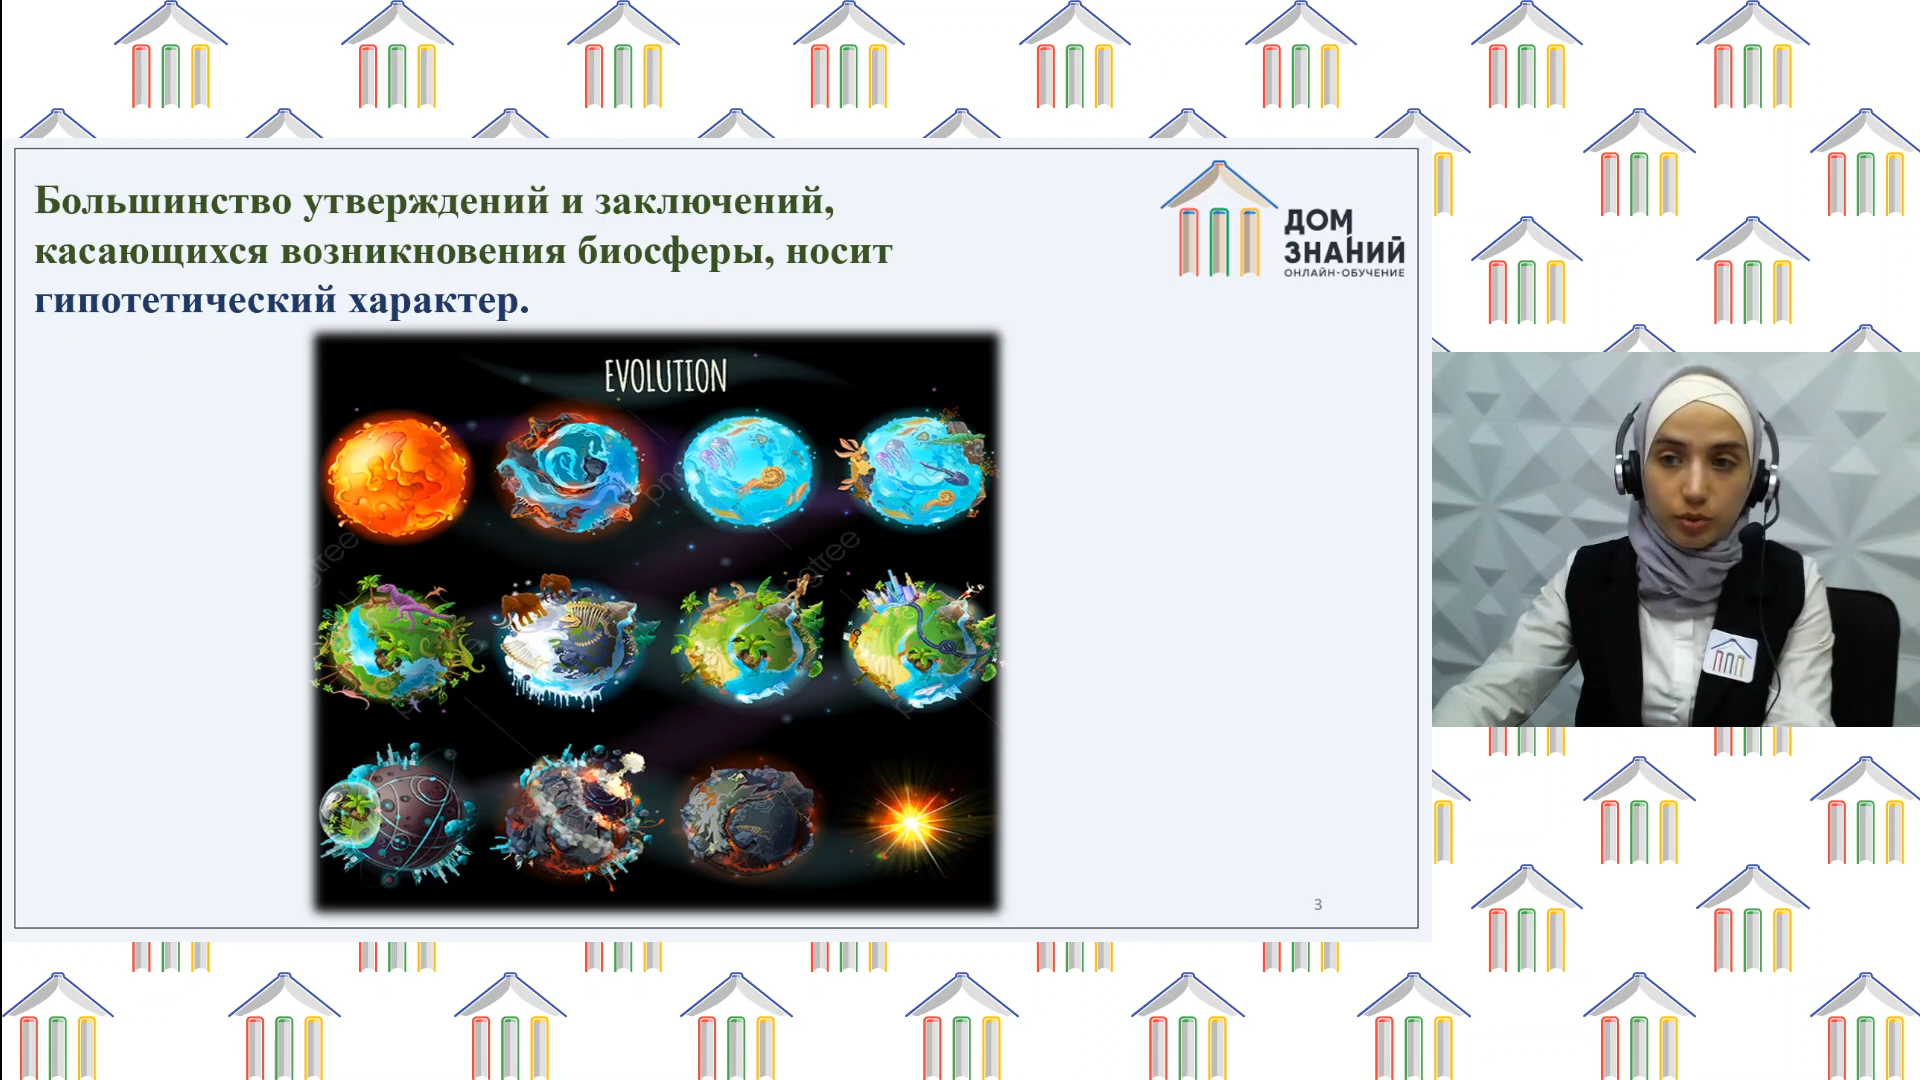 Большинство утверждений и заключений,
касающихся возникновения биосферы, носит
гипотетический характер.
ДОМ
ЗНАНИЙ
ОНЛАЙН-ОБУЧЕНИЕ
EVOLUTION
3